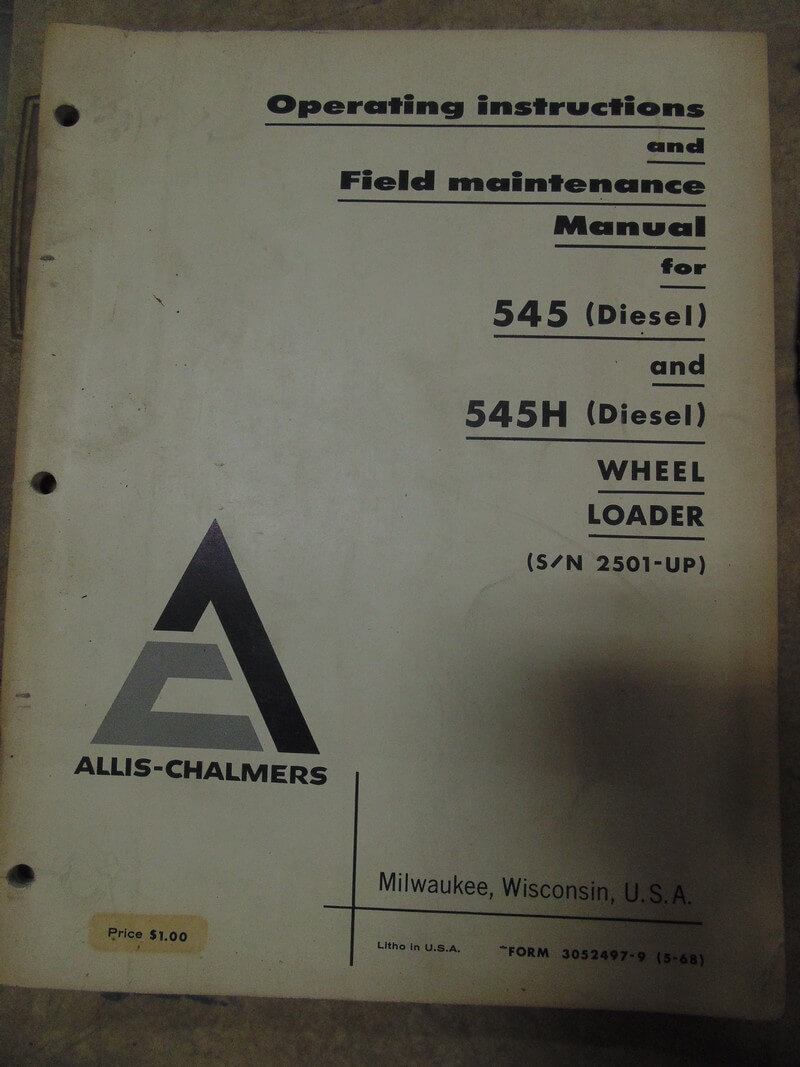 Operating instructions
and
Field maintenance
Manual
for
545 (Diesel)
and
545H (Diesel)
WHEEL
LOADER
(S/N 2501-UP)
ALLIS-CHALMERS
Milwaukee, Wisconsin, U.S.A.
Price $1.00
Litho in U.S.A. FORM 3052497-9 (5-68)